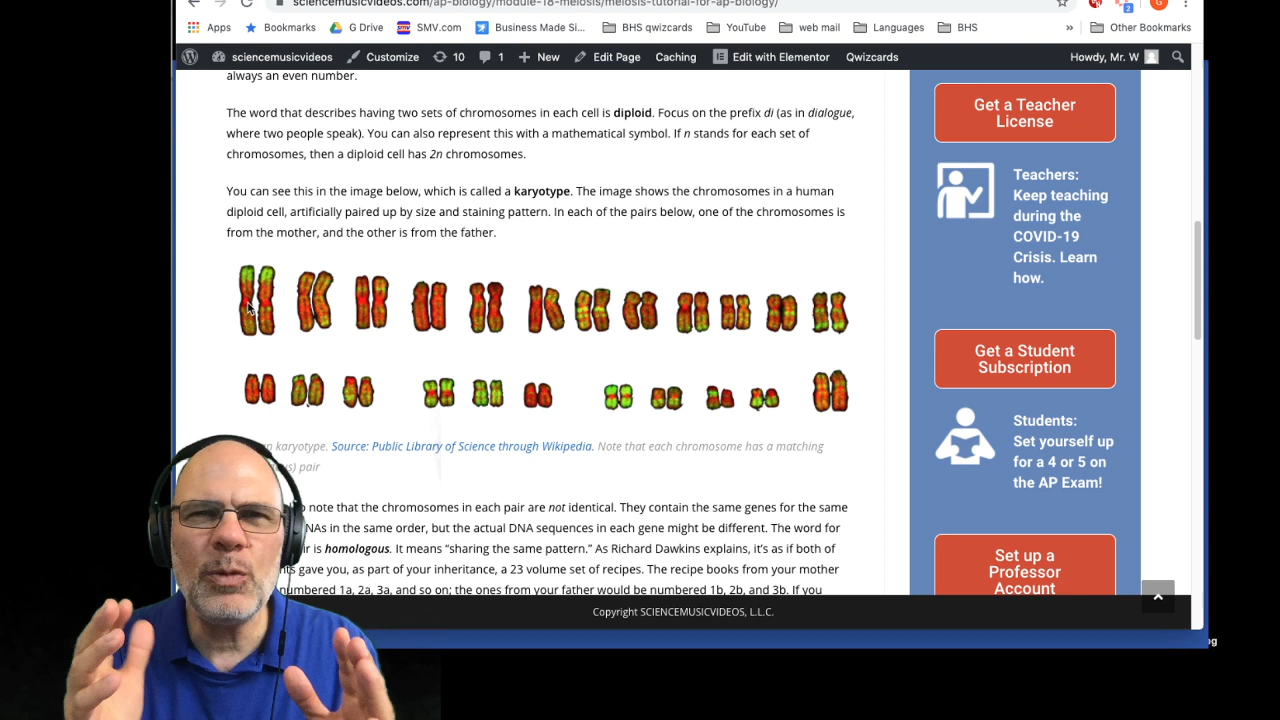 sciencemusicvideos.com/ap-biology/module-18-meiosis/meiosis-tutorial-for-ap-biology/
Apps
Bookmarks
G Drive
SMV.com
Business Made Si...
BHS qwizcards
YouTube
web mail
Languages
BHS
»
Other Bookmarks
sciencemusicvideos
Customize
10
1
New
Edit Page
Caching
Edit with Elementor
Qwizcards
Howdy, Mr. W
always an even number.
The word that describes having two sets of chromosomes in each cell is diploid. Focus on the prefix di (as in dialogue,
where two people speak). You can also represent this with a mathematical symbol. If n stands for each set of
chromosomes, then a diploid cell has 2n chromosomes.
You can see this in the image below, which is called a karyotype. The image shows the chromosomes in a human
diploid cell, artificially paired up by size and staining pattern. In each of the pairs below, one of the chromosomes is
from the mother, and the other is from the father.
karyotype. Source: Public Library of Science through Wikipedia. Note that each chromosome has a matching
pair
note that the chromosomes in each pair are not identical. They contain the same genes for the same
in the same order, but the actual DNA sequences in each gene might be different. The word for
is homologous. It means “sharing the same pattern.” As Richard Dawkins explains, it’s as if both of
gave you, as part of your inheritance, a 23 volume set of recipes. The recipe books from your mother
numbered 1a, 2a, 3a, and so on; the ones from your father would be numbered 1b, 2b, and 3b. If you
Get a Teacher
License
Teachers:
Keep teaching
during the
COVID-19
Crisis. Learn
how.
Get a Student
Subscription
Students:
Set yourself up
for a 4 or 5 on
the AP Exam!
Set up a
Professor
Account
Copyright SCIENCEMUSICVIDEOS, L.L.C.